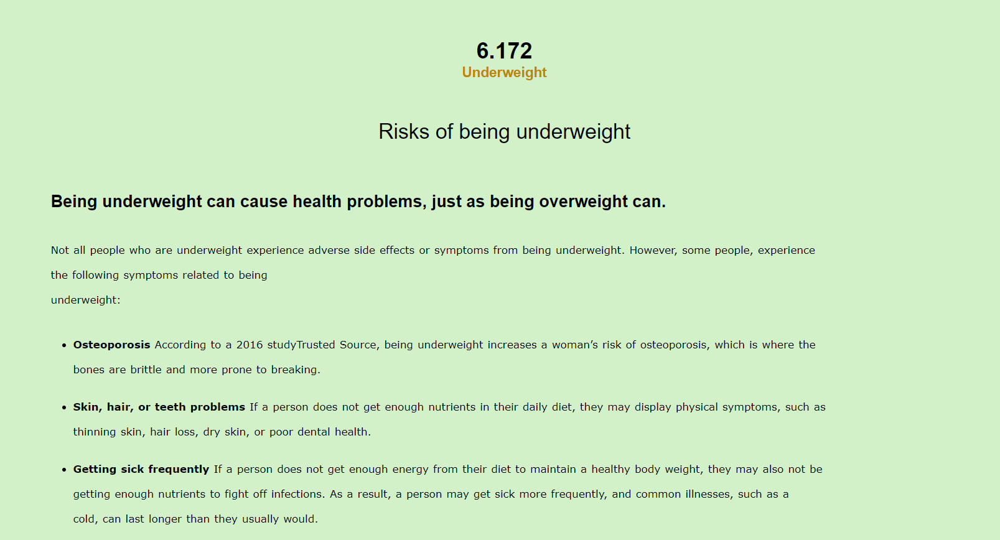 6.172
Underweight
Risks of being underweight
Being underweight can cause health problems, just as being overweight can.
Not all people who are underweight experience adverse side effects or symptoms from being underweight. However, some people, experience
the following symptoms related to being
underweight:
• Osteoporosis According to a 2016 studyTrusted Source, being underweight increases a woman’s risk of osteoporosis, which is where the
bones are brittle and more prone to breaking.
• Skin, hair, or teeth problems If a person does not get enough nutrients in their daily diet, they may display physical symptoms, such as
thinning skin, hair loss, dry skin, or poor dental health.
• Getting sick frequently If a person does not get enough energy from their diet to maintain a healthy body weight, they may also not be
getting enough nutrients to fight off infections. As a result, a person may get sick more frequently, and common illnesses, such as a
cold, can last longer than they usually would.